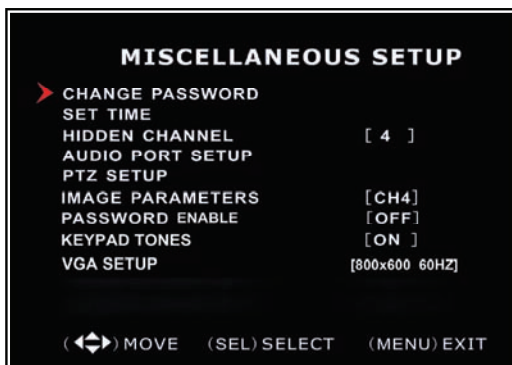 MISCELLANEOUS SETUP
CHANGE PASSWORD
SET TIME
HIDDEN CHANNEL [ 4 ]
AUDIO PORT SETUP
PTZ SETUP
IMAGE PARAMETERS [CH4]
PASSWORD ENABLE [OFF]
KEYPAD TONES [ON ]
VGA SETUP [800x600 60HZ]
( ) MOVE (SEL) SELECT (MENU) EXIT